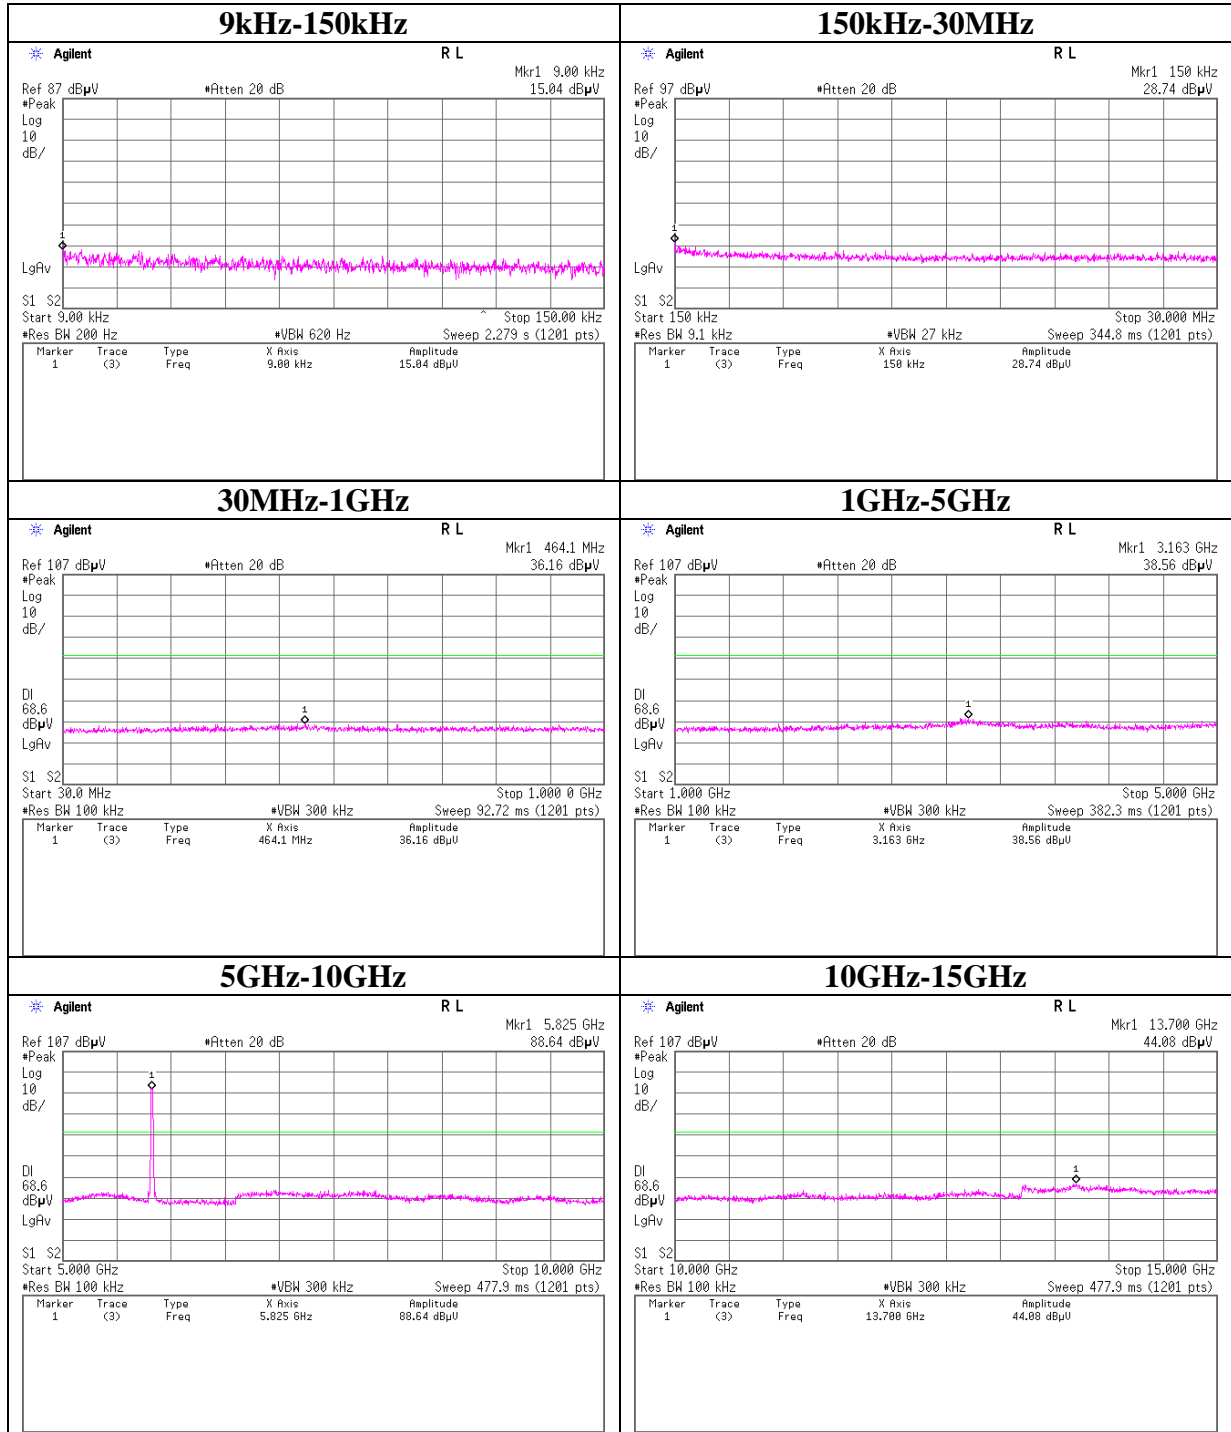 9kHz-150kHz
Agilent R L
Mkr1 9.00 kHz
Ref 87 dBµV #Atten 20 dB 15.04 dBµV
#Peak
Log
10
dB/
1
LgAv
S1 S2
Start 9.00 kHz ^ Stop 150.00 kHz
#Res BW 200 Hz #VBW 620 Hz Sweep 2.279 s (1201 pts)
Marker Trace Type X Axis Amplitude
1 (3) Freq 9.00 kHz 15.04 dBµV
150kHz-30MHz
Agilent R L
Mkr1 150 kHz
Ref 97 dBµV #Atten 20 dB 28.74 dBµV
#Peak
Log
10
dB/
1
LgAv
S1 S2
Start 150 kHz Stop 30.000 MHz
#Res BW 9.1 kHz #VBW 27 kHz Sweep 344.8 ms (1201 pts)
Marker Trace Type X Axis Amplitude
1 (3) Freq 150 kHz 28.74 dBµV
30MHz-1GHz
Agilent R L
Mkr1 464.1 MHz
Ref 107 dBµV #Atten 20 dB 36.16 dBµV
#Peak
Log
10
dB/
1
DI
68.6
dBµV
LgAv
S1 S2
Start 30.0 MHz Stop 1.000 0 GHz
#Res BW 100 kHz #VBW 300 kHz Sweep 92.72 ms (1201 pts)
Marker Trace Type X Axis Amplitude
1 (3) Freq 464.1 MHz 36.16 dBµV
1GHz-5GHz
Agilent R L
Mkr1 3.163 GHz
Ref 107 dBµV #Atten 20 dB 38.56 dBµV
#Peak
Log
10
dB/
1
DI
68.6
dBµV
LgAv
S1 S2
Start 1.000 GHz Stop 5.000 GHz
#Res BW 100 kHz #VBW 300 kHz Sweep 382.3 ms (1201 pts)
Marker Trace Type X Axis Amplitude
1 (3) Freq 3.163 GHz 38.56 dBµV
5GHz-10GHz
Agilent R L
Mkr1 5.825 GHz
Ref 107 dBµV #Atten 20 dB 88.64 dBµV
#Peak
Log
10
dB/
1
DI
68.6
dBµV
LgAv
S1 S2
Start 5.000 GHz Stop 10.000 GHz
#Res BW 100 kHz #VBW 300 kHz Sweep 477.9 ms (1201 pts)
Marker Trace Type X Axis Amplitude
1 (3) Freq 5.825 GHz 88.64 dBµV
10GHz-15GHz
Agilent R L
Mkr1 13.700 GHz
Ref 107 dBµV #Atten 20 dB 44.08 dBµV
#Peak
Log
10
dB/
1
DI
68.6
dBµV
LgAv
S1 S2
Start 10.000 GHz Stop 15.000 GHz
#Res BW 100 kHz #VBW 300 kHz Sweep 477.9 ms (1201 pts)
Marker Trace Type X Axis Amplitude
1 (3) Freq 13.700 GHz 44.08 dBµV